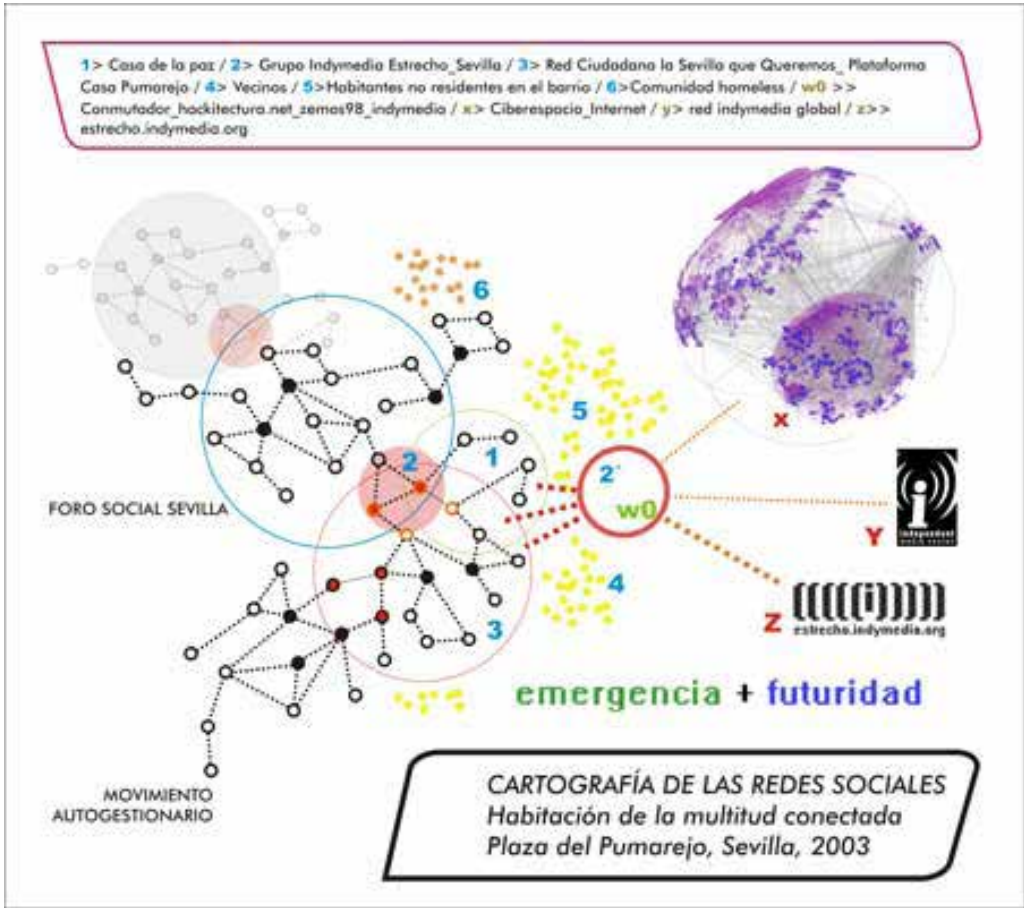 1> Casa de la paz / 2> Grupo Indymedia Estrecho_Sevilla / 3> Red Ciudadana la Sevilla que Queremos_ Plataforma
Casa Pumarejo / 4> Vecinos / 5>Habitantes no residentes en el barrio / 6>Comunidad homeless / w0 >>
Conmutador_hackitectura.net_zemos98_indymedia / x> Ciberespacio_Internet / y> red indymedia global / z>>
estrecho.indymedia.org
6
5
x
2
1
2'
w0
FORO SOCIAL SEVILLA
Y
i
independent
media center
4
3
Z
(((((i)))))
estrecho.indymedia.org
emergencia + futuridad
MOVIMIENTO
AUTOGESTIONARIO
CARTOGRAFÍA DE LAS REDES SOCIALES
Habitación de la multitud conectada
Plaza del Pumarejo, Sevilla, 2003